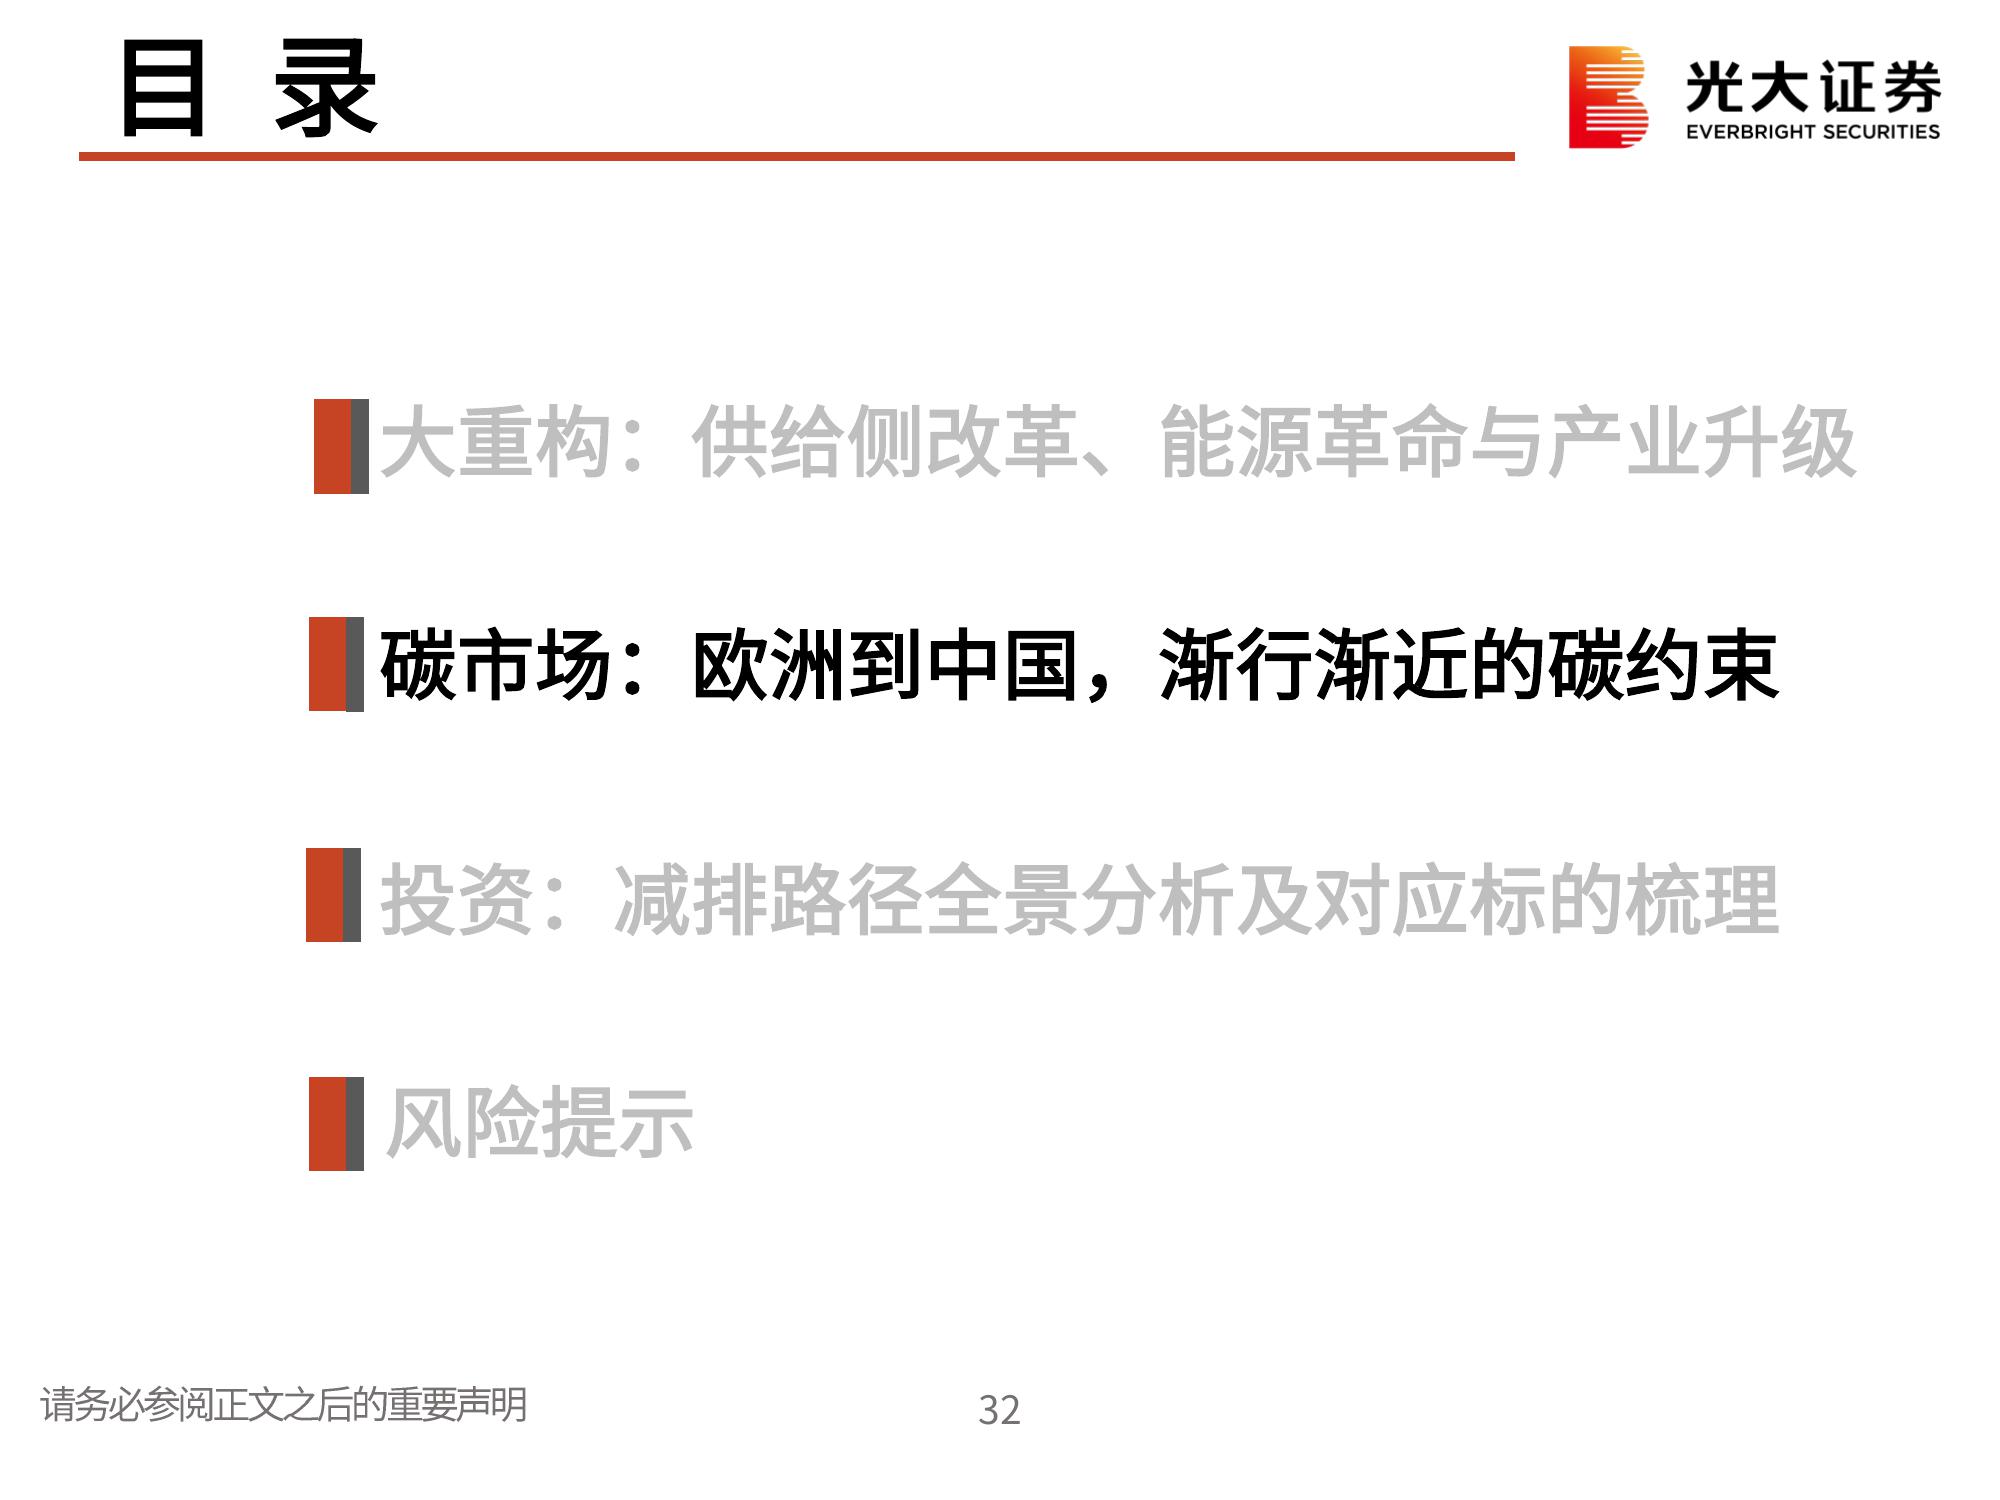 目 录
光大证券
EVERBRIGHT SECURITIES
大重构：供给侧改革、能源革命与产业升级
碳市场：欧洲到中国，渐行渐近的碳约束
投资：减排路径全景分析及对应标的梳理
风险提示
请务必参阅正文之后的重要声明
32